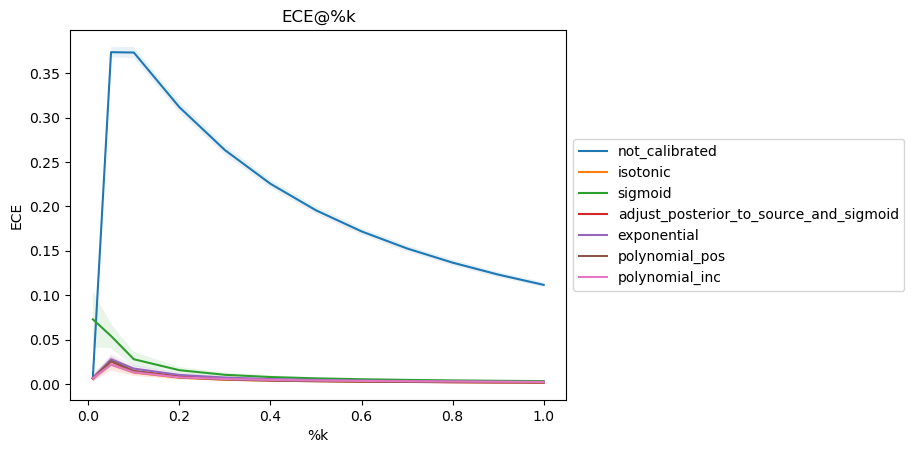 ECE@%k
ECE
0.35
0.30
0.25
0.20
0.15
0.10
0.05
0.00
0.0 0.2 0.4 0.6 0.8 1.0
%k
not_calibrated
isotonic
sigmoid
adjust_posterior_to_source_and_sigmoid
exponential
polynomial_pos
polynomial_inc